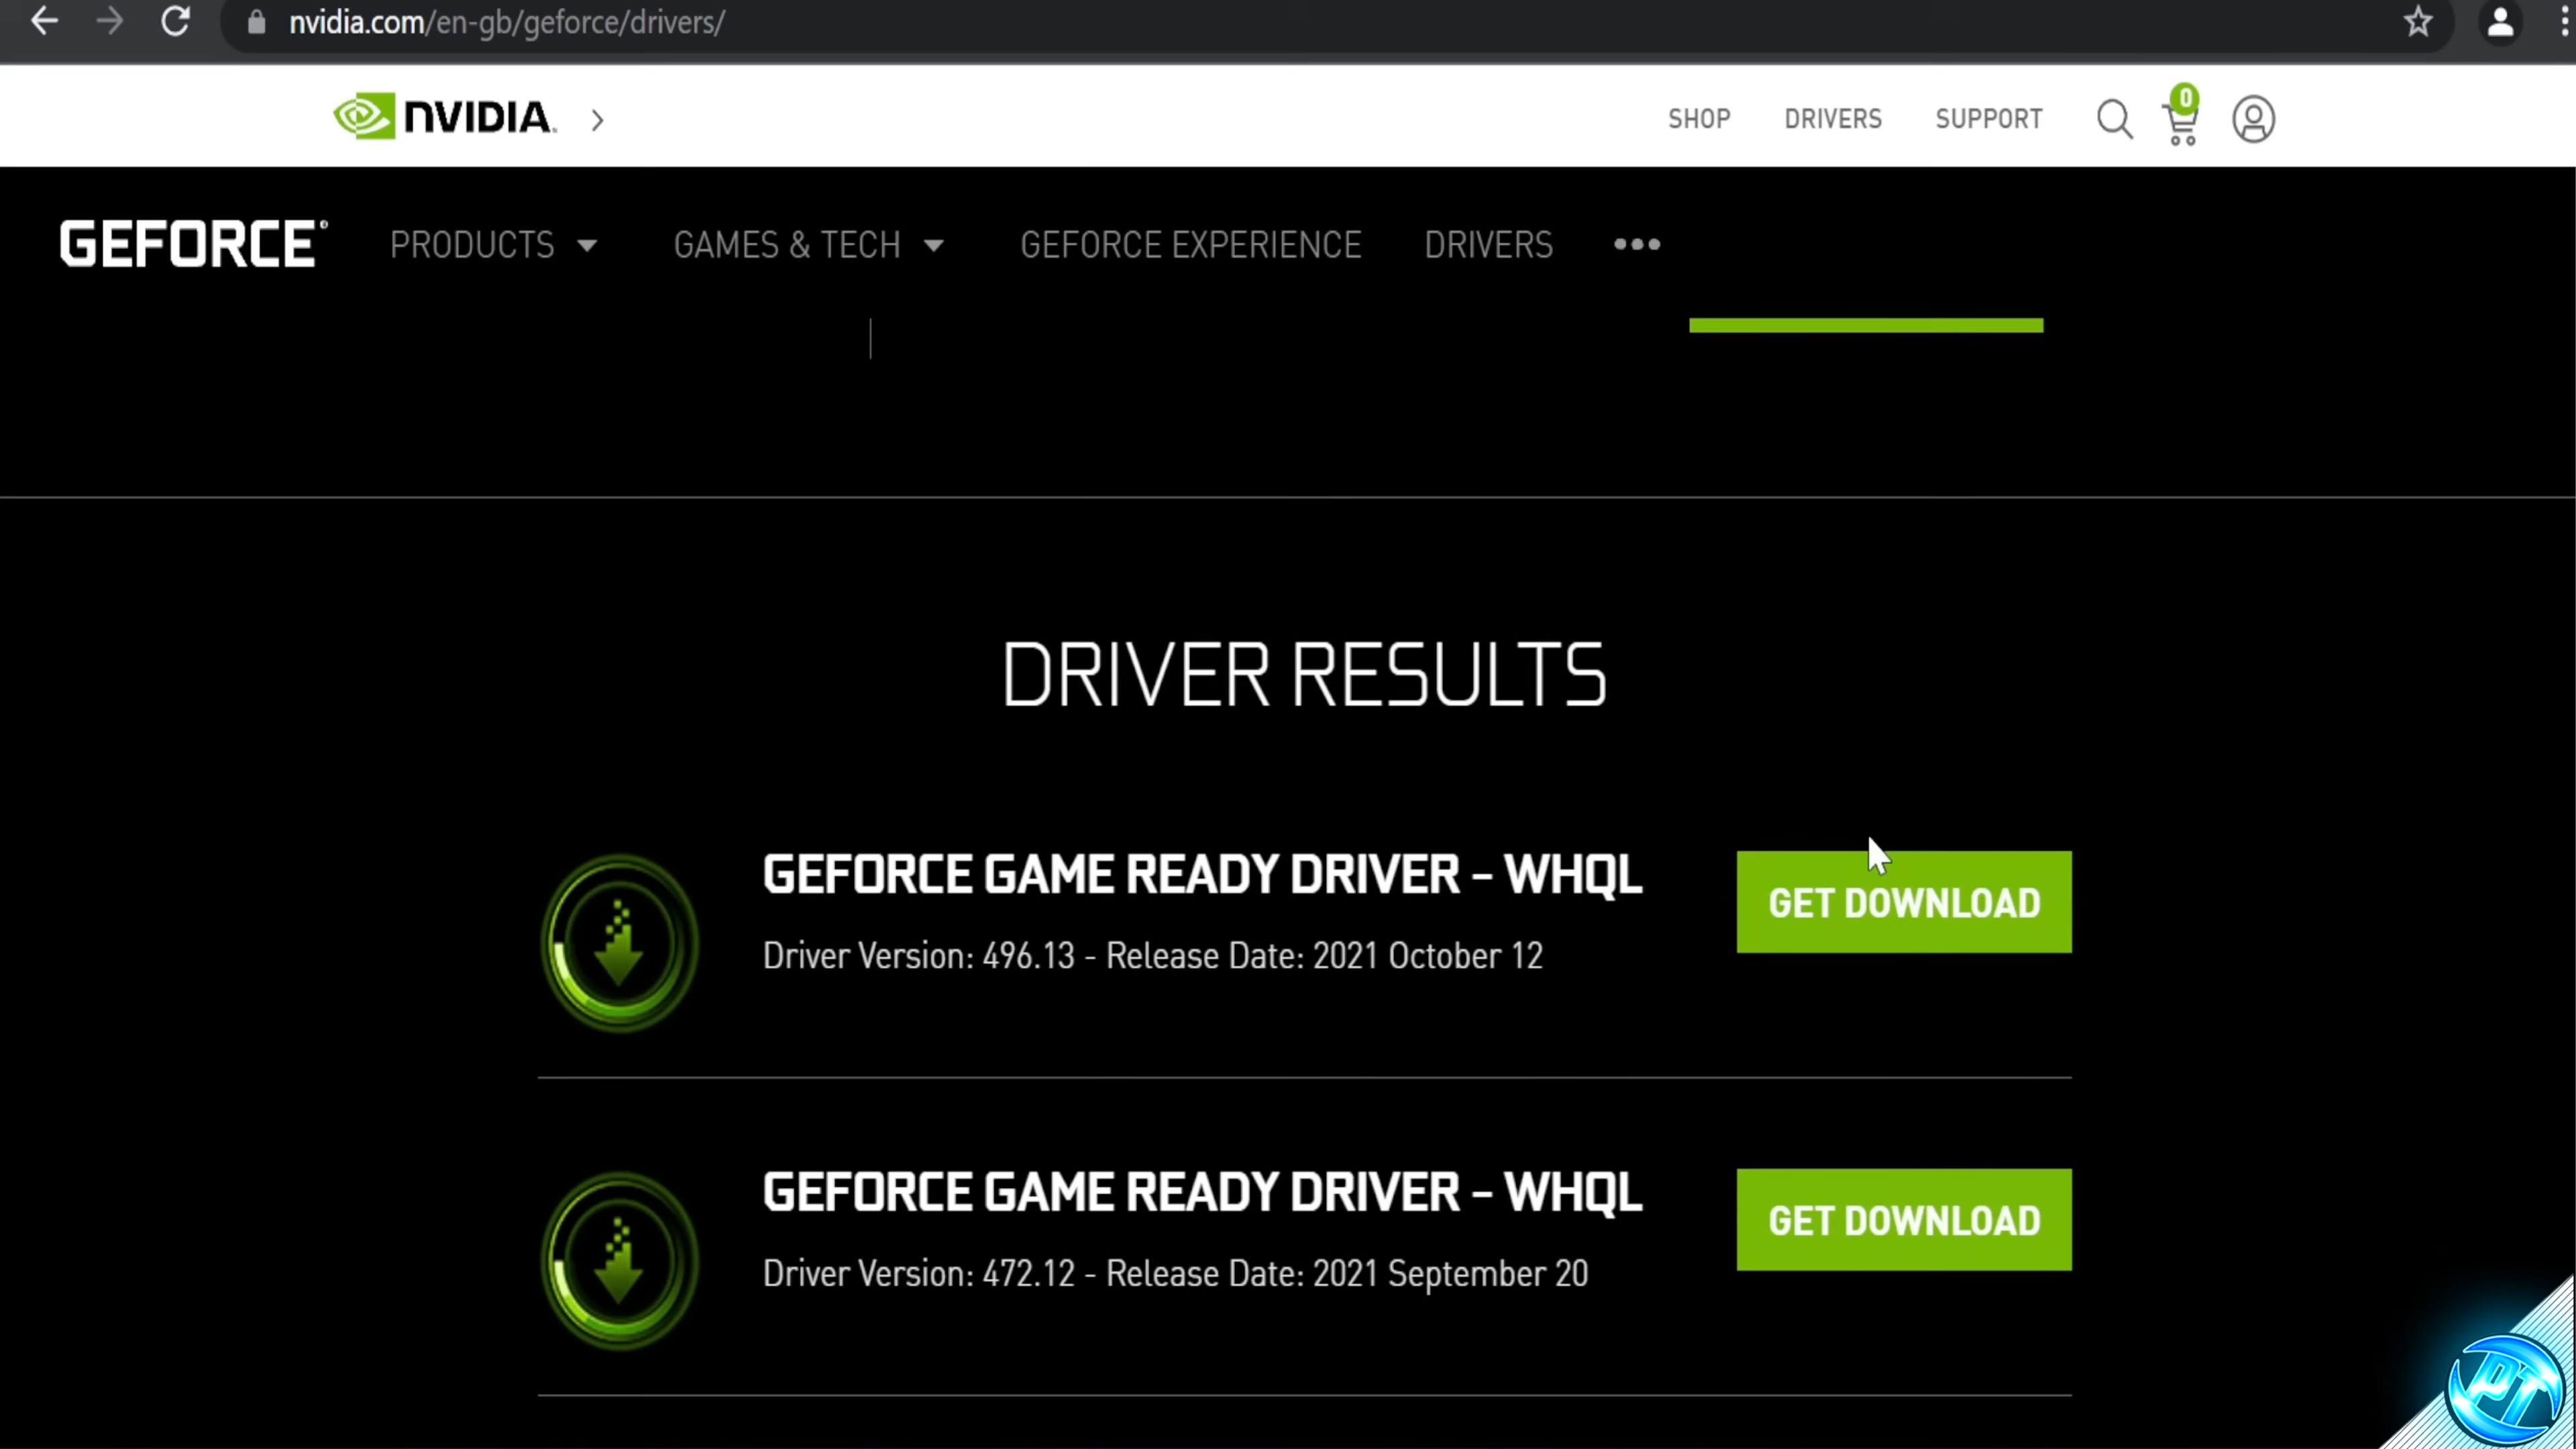 nvidia.com/en-gb/geforce/drivers/
NVIDIA.
SHOP DRIVERS SUPPORT 0
GEFORCE® PRODUCTS GAMES & TECH GEFORCE EXPERIENCE DRIVERS •••
DRIVER RESULTS
GEFORCE GAME READY DRIVER – WHQL
Driver Version: 496.13 - Release Date: 2021 October 12
GET DOWNLOAD
GEFORCE GAME READY DRIVER – WHQL
Driver Version: 472.12 - Release Date: 2021 September 20
GET DOWNLOAD
PT